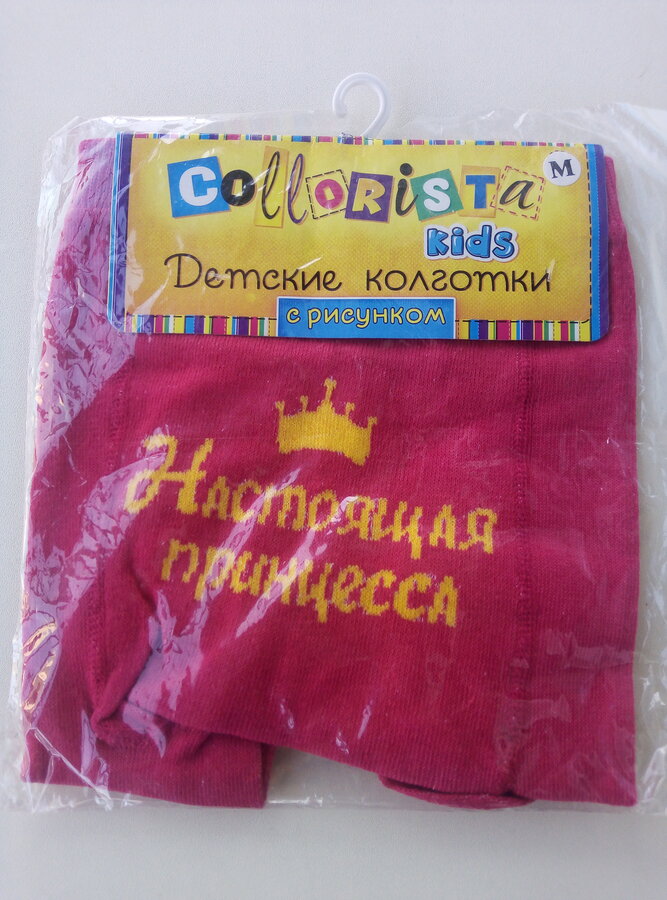 Collorista
M
Kids
Детские колготки
с рисунком
Настоящая
принцесса